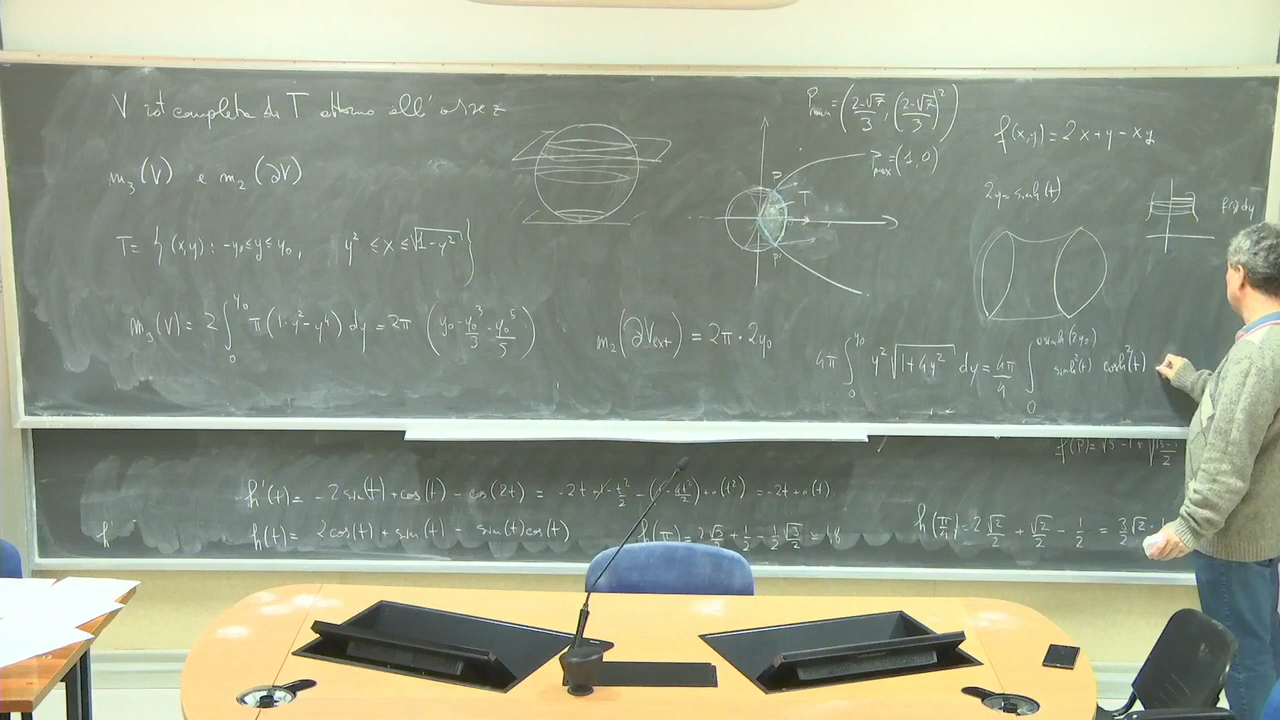 V rot completa di T attorno all'asse z
m₃(V) e m₂(∂V)
T = {(x,y): -y₀≤y≤y₀, y² ≤ x ≤ √(1-y²)}
m₃(V) = 2∫₀^{y₀} π(1-y²-y⁴) dy = 2π (y₀ - y₀³/3 - y₀⁵/5)
m₂(∂V_ext) = 2π · 2y₀
P_min = ((2-√7)/3, ((2-√7)/3)²)
P_max = (1,0)
T
f(x,y) = 2x+y-xy
2y = sinh(t)
4π ∫₀^{y₀} y² √(1+4y²) dy = 4π/4 ∫₀^{arsinh(2y₀)} sinh²(t) cosh²(t)
h'(t) = -2 sin(t) + cos(t) - cos(2t) =
h(t) = 2cos(t) + sin(t) - sin(t)cos(t)
h(π/4) = 2 √2/2 + √2/2 - 1/2 = 3/2 √2